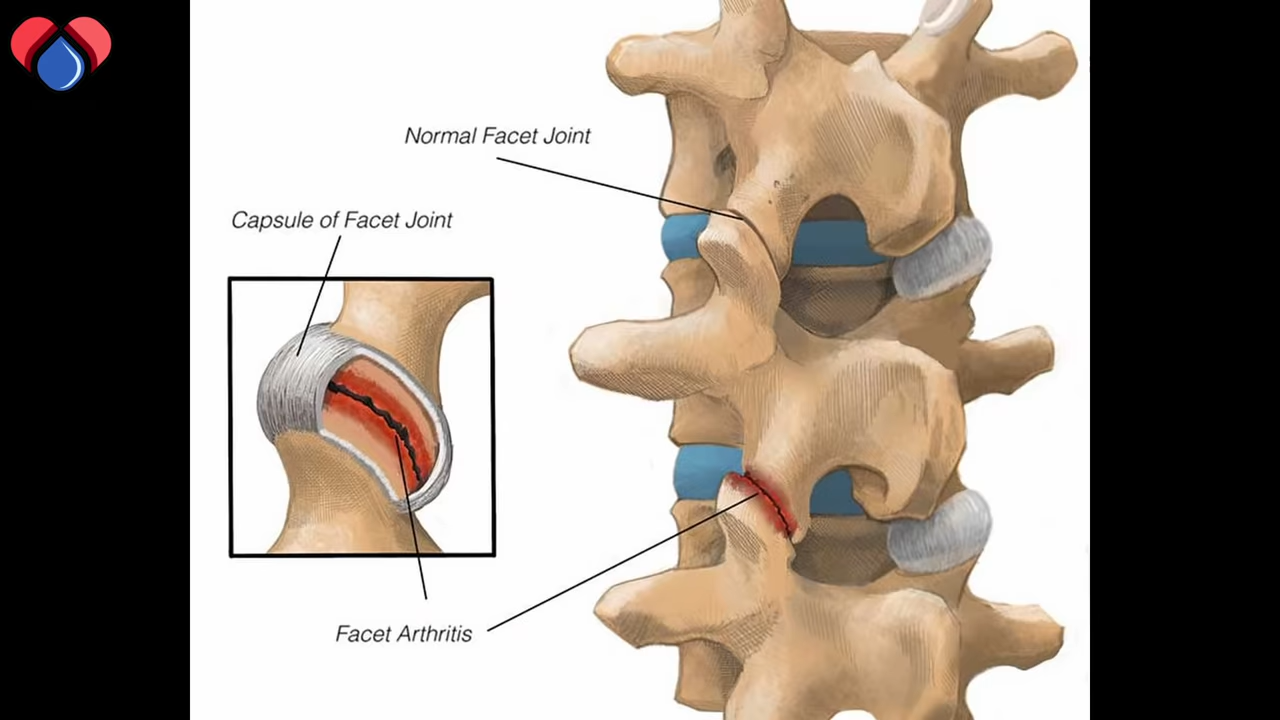 Normal Facet Joint
Capsule of Facet Joint
Facet Arthritis